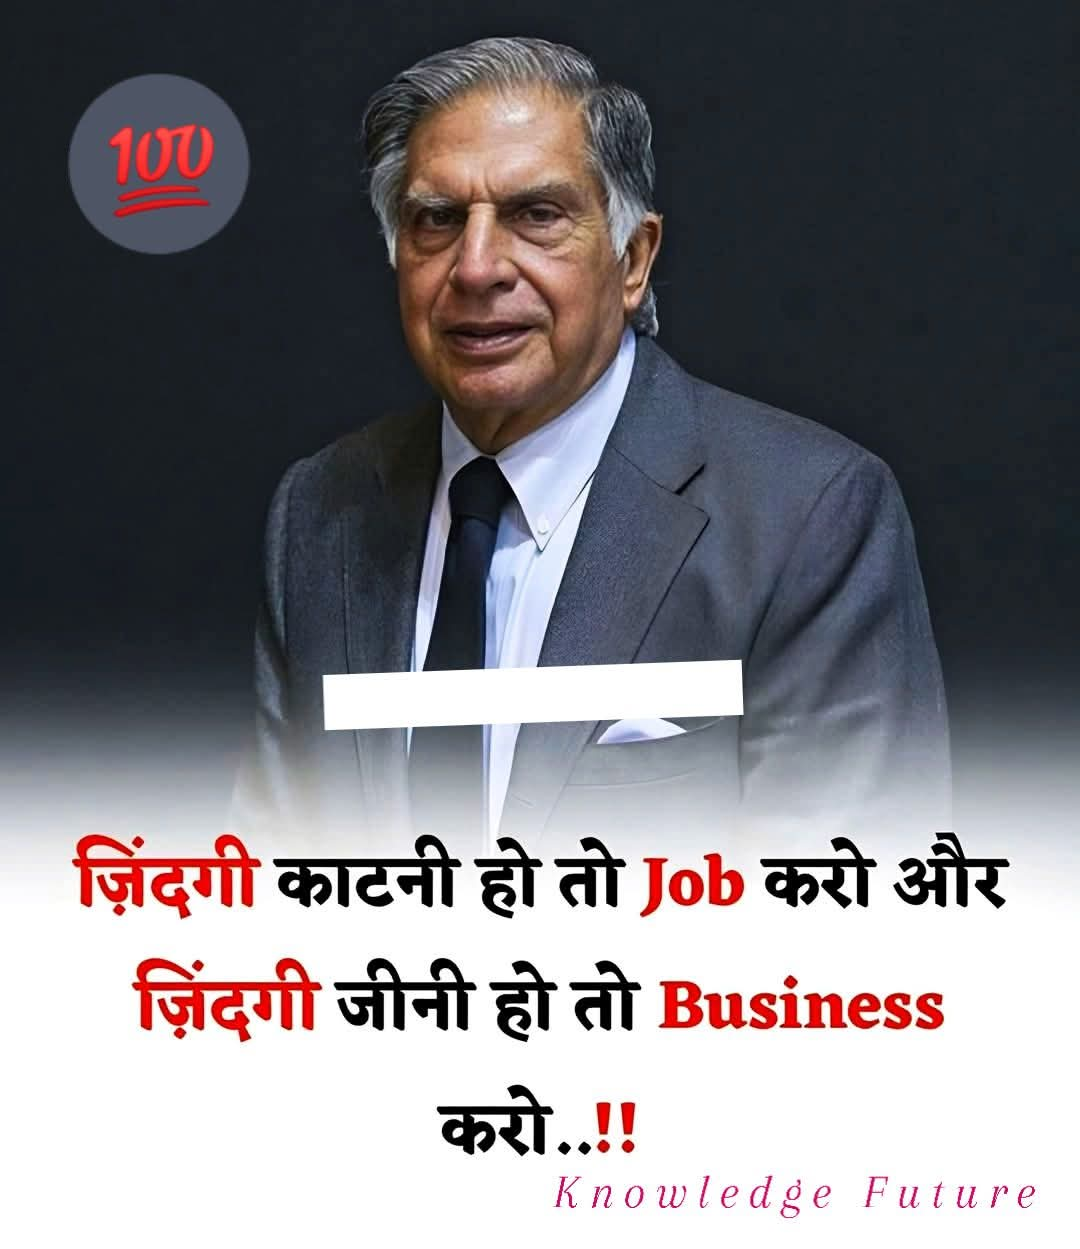 💯
ज़िंदगी काटनी हो तो Job करो और
ज़िंदगी जीनी हो तो Business
करो..!!
Knowledge Future